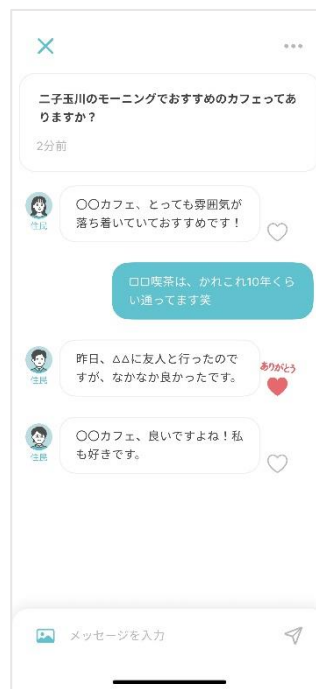 二子玉川のモーニングでおすすめのカフェってあ
りますか？
2分前
〇〇カフェ、とっても雰囲気が
落ち着いていておすすめです！
住民
□□喫茶は、かれこれ10年くら
い通ってます笑
昨日、△△に友人と行ったので
すが、なかなか良かったです。
住民
ありがとう
〇〇カフェ、良いですよね！私
も好きです。
住民
メッセージを入力